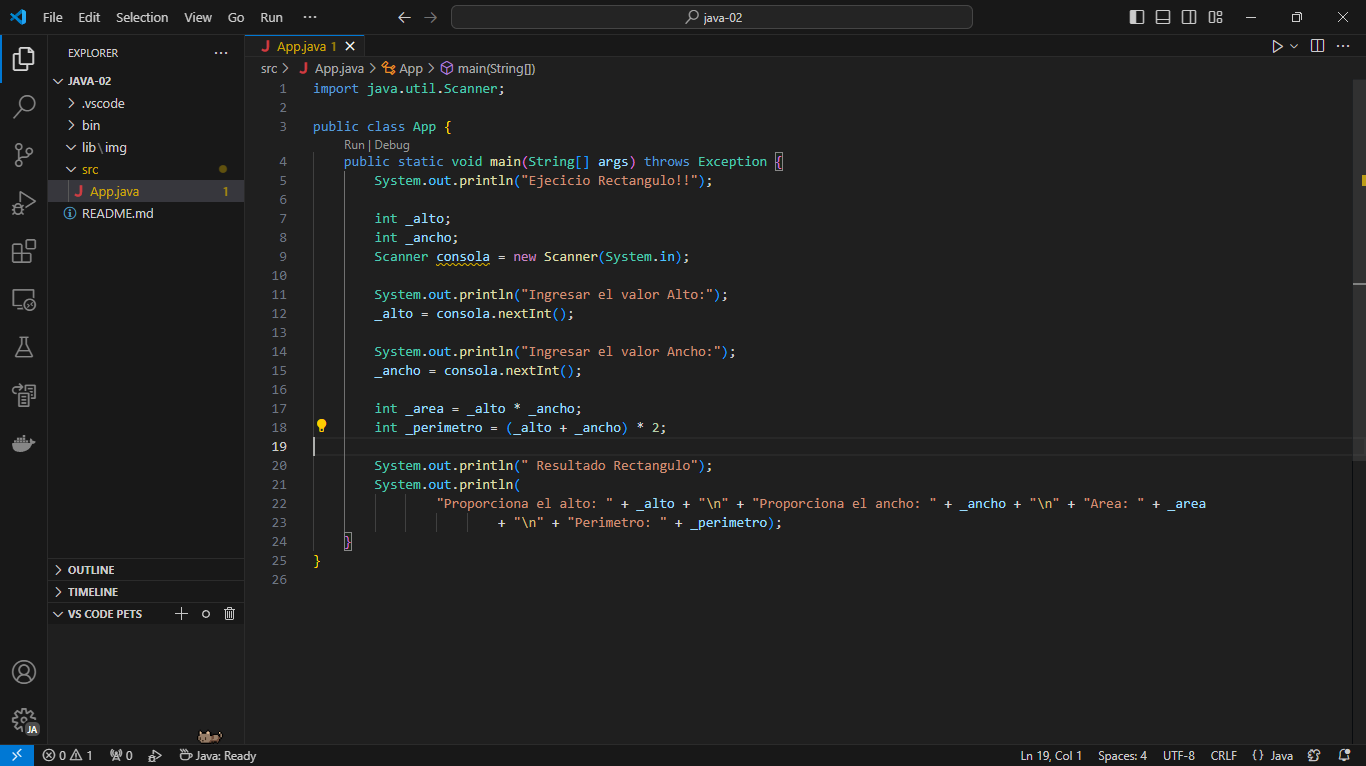 File Edit Selection View Go Run ··· java-02
EXPLORER ···
JAVA-02
.vscode
bin
lib\img
src
App.java 1
README.md
OUTLINE
TIMELINE
VS CODE PETS
JA
App.java 1
src > App.java > App > main(String[])
1 import java.util.Scanner;
2
3 public class App {
Run | Debug
4 public static void main(String[] args) throws Exception {
5 System.out.println("Ejecicio Rectangulo!!");
6
7 int _alto;
8 int _ancho;
9 Scanner consola = new Scanner(System.in);
10
11 System.out.println("Ingresar el valor Alto:");
12 _alto = consola.nextInt();
13
14 System.out.println("Ingresar el valor Ancho:");
15 _ancho = consola.nextInt();
16
17 int _area = _alto * _ancho;
18 int _perimetro = (_alto + _ancho) * 2;
19
20 System.out.println(" Resultado Rectangulo");
21 System.out.println(
22 "Proporciona el alto: " + _alto + "\n" + "Proporciona el ancho: " + _ancho + "\n" + "Area: " + _area
23 + "\n" + "Perimetro: " + _perimetro);
24 }
25 }
26
0 1 0 Java: Ready Ln 19, Col 1 Spaces: 4 UTF-8 CRLF {} Java